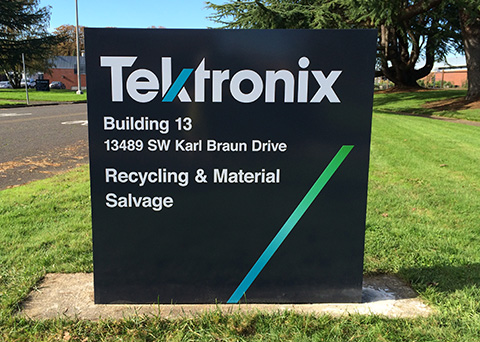 Tektronix
Building 13
13489 SW Karl Braun Drive
Recycling & Material
Salvage